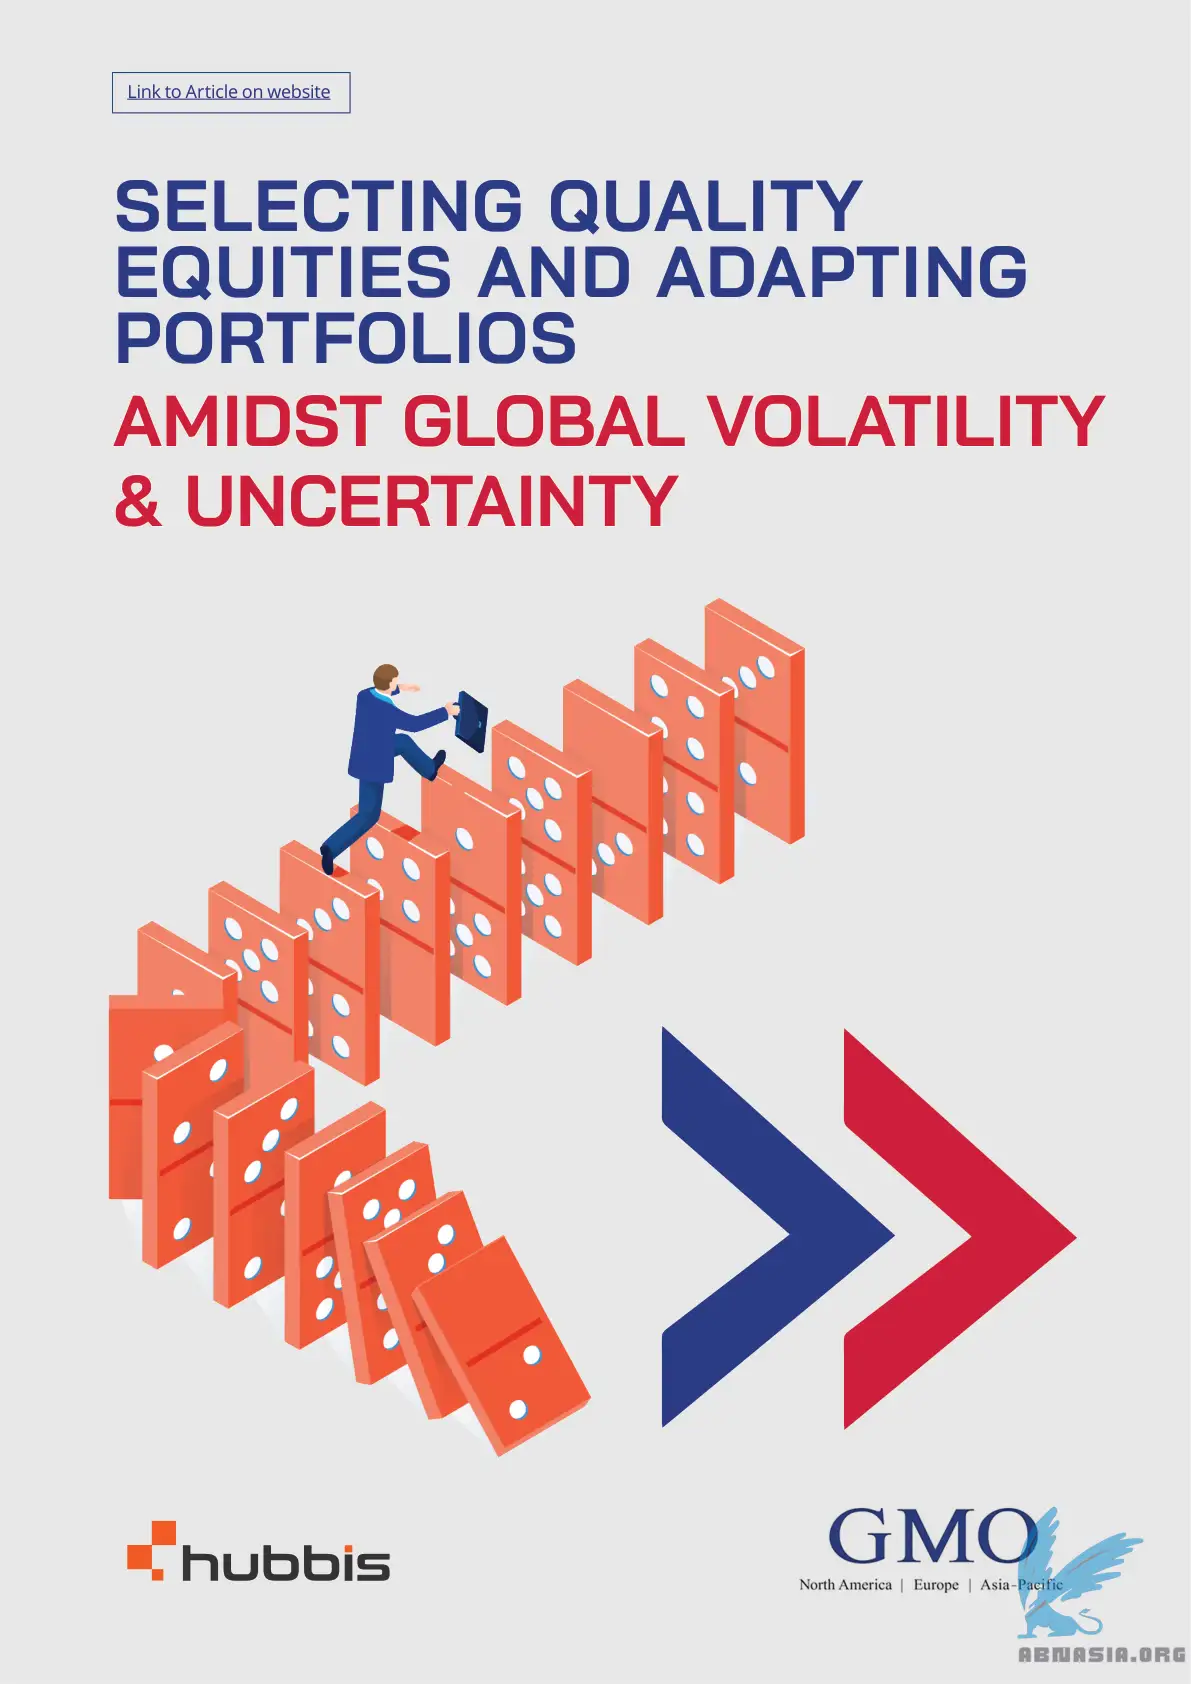 Link to Article on website
SELECTING QUALITY
EQUITIES AND ADAPTING
PORTFOLIOS
AMIDST GLOBAL VOLATILITY
& UNCERTAINTY
hubbis
GMO
North America | Europe | Asia-Pacific
ABNASIA.ORG